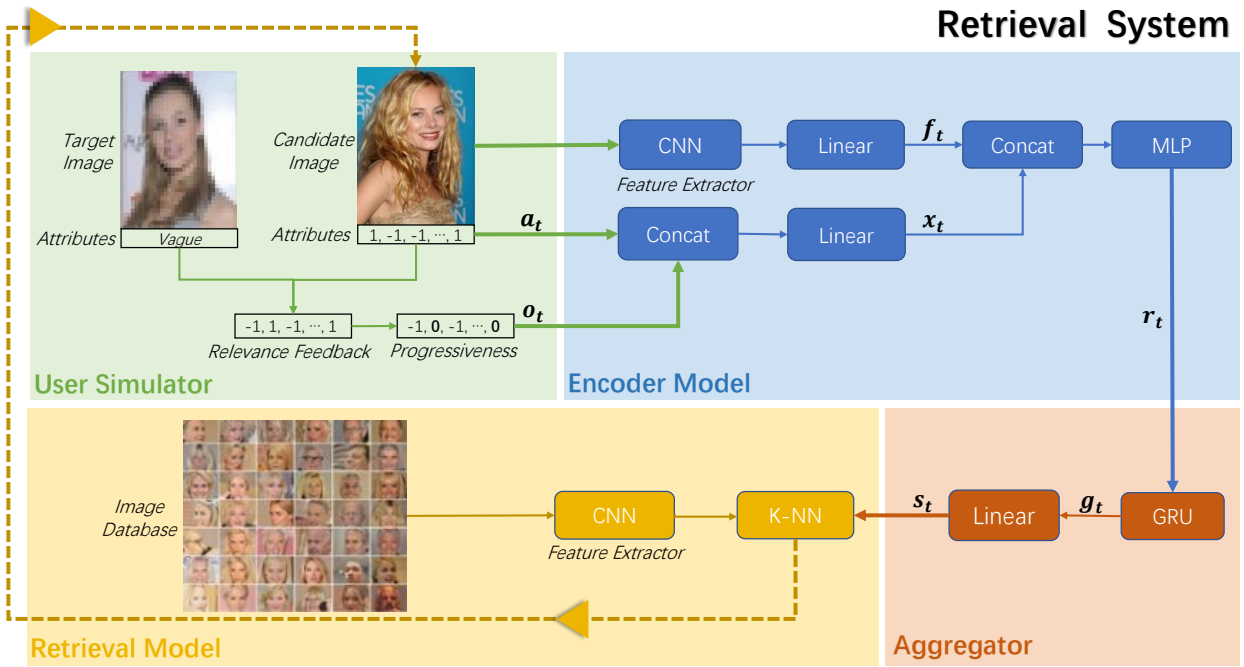 Retrieval System
Target
Image
Candidate
Image
Attributes
Vague
Attributes
1, -1, -1, ···, 1
a_t
-1, 1, -1, ···, 1
Relevance Feedback
-1, 0, -1, ···, 0
Progressiveness
o_t
User Simulator
CNN
Feature Extractor
Linear
f_t
Concat
MLP
Concat
Linear
x_t
r_t
Encoder Model
Image
Database
CNN
Feature Extractor
K-NN
Retrieval Model
s_t
Linear
g_t
GRU
Aggregator